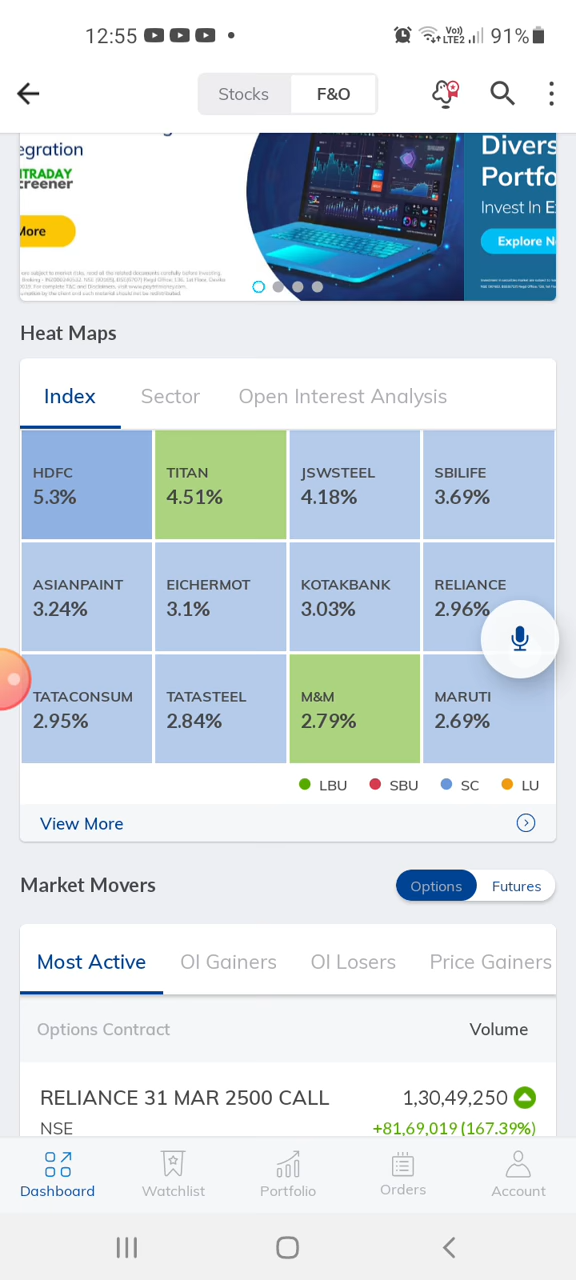 12:55 Vo)) LTE2 91%
Stocks F&O
egration
NTRADAY
creener
More
Divers
Portfo
Invest In E
Explore N
Heat Maps
Index Sector Open Interest Analysis
HDFC TITAN JSWSTEEL SBILIFE
5.3% 4.51% 4.18% 3.69%
ASIANPAINT EICHERMOT KOTAKBANK RELIANCE
3.24% 3.1% 3.03% 2.96%
TATACONSUM TATASTEEL M&M MARUTI
2.95% 2.84% 2.79% 2.69%
LBU SBU SC LU
View More
Market Movers Options Futures
Most Active OI Gainers OI Losers Price Gainers
Options Contract Volume
RELIANCE 31 MAR 2500 CALL 1,30,49,250
NSE +81,69,019 (167.39%)
Dashboard Watchlist Portfolio Orders Account